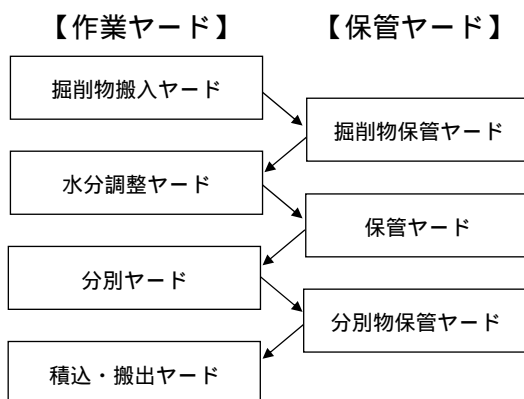 【作業ヤード】
【保管ヤード】
掘削物搬入ヤード
掘削物保管ヤード
水分調整ヤード
保管ヤード
分別ヤード
分別物保管ヤード
積込・搬出ヤード